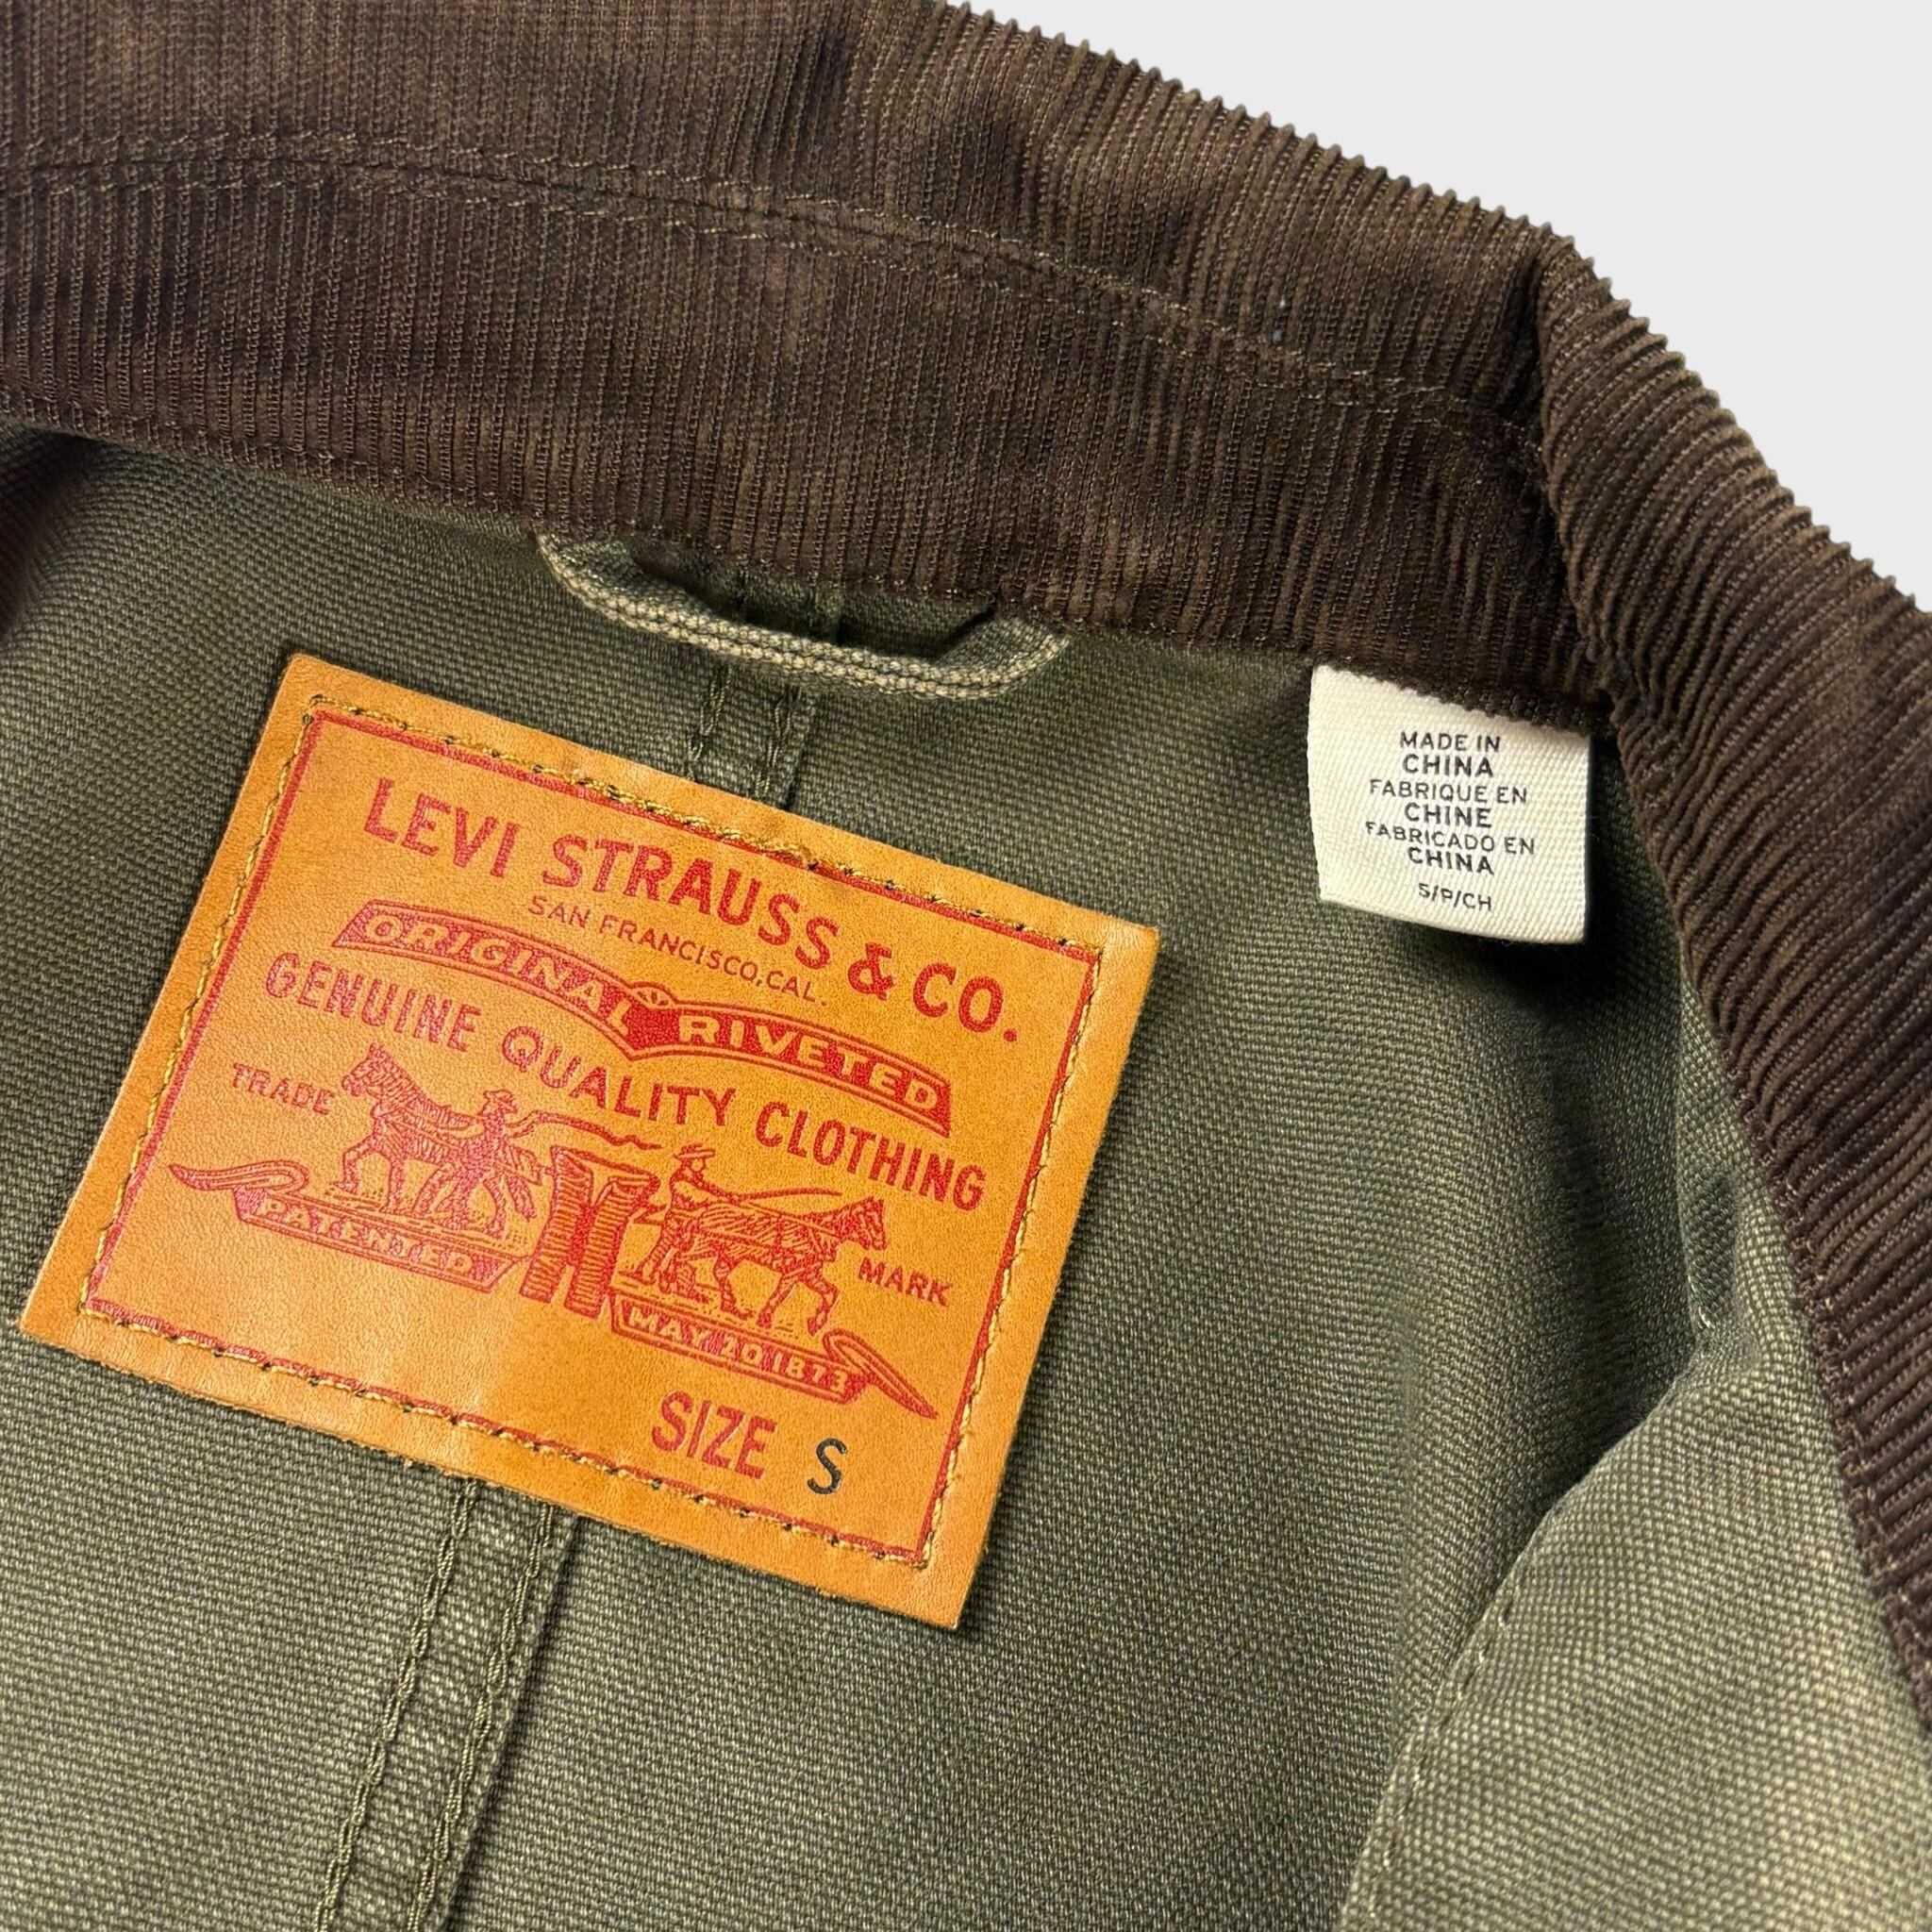 LEVI STRAUSS & CO.
SAN FRANCISCO, CAL.
ORIGINAL RIVETED
GENUINE QUALITY CLOTHING
TRADE MARK
PATENTED
MAY 20 1873
SIZE S
MADE IN
CHINA
FABRIQUE EN
CHINE
FABRICADO EN
CHINA
S/P/CH